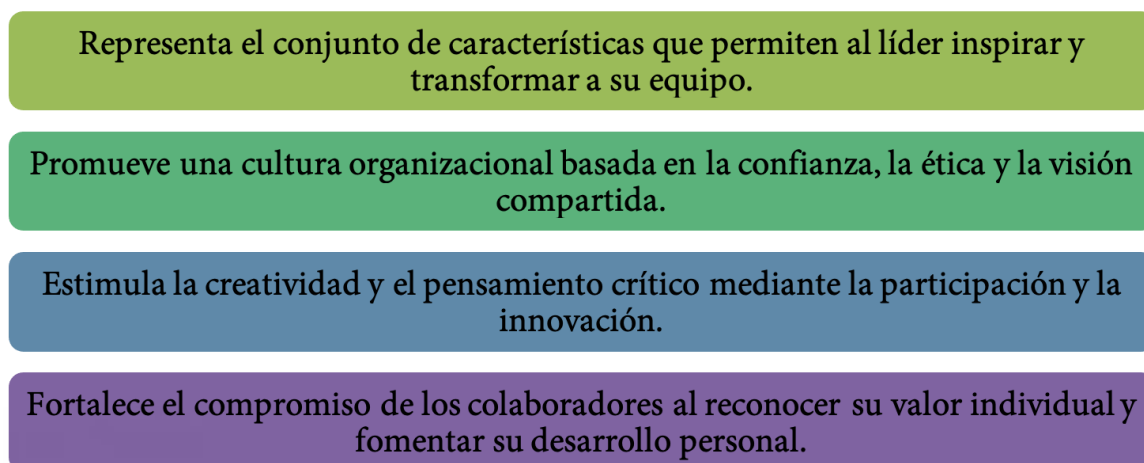 Representa el conjunto de características que permiten al líder inspirar y
transformar a su equipo.
Promueve una cultura organizacional basada en la confianza, la ética y la visión
compartida.
Estimula la creatividad y el pensamiento crítico mediante la participación y la
innovación.
Fortalece el compromiso de los colaboradores al reconocer su valor individual y
fomentar su desarrollo personal.